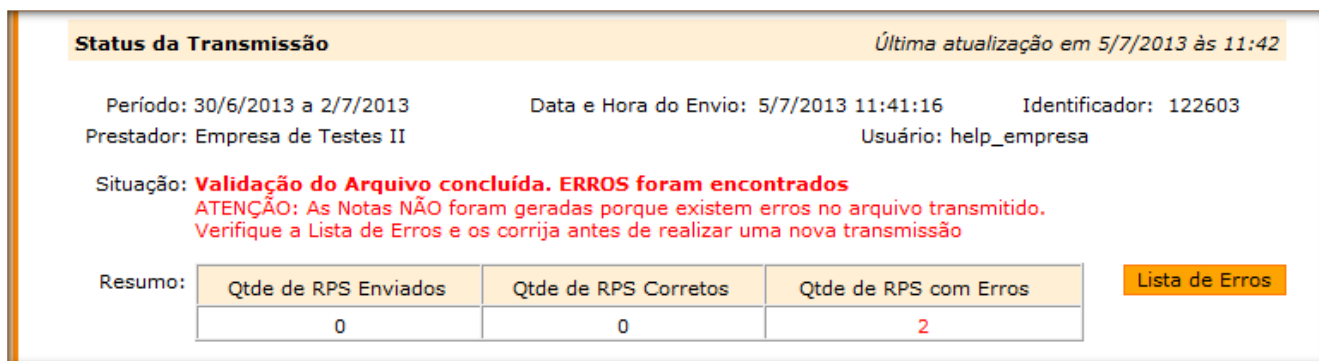 Status da Transmissão Última atualização em 5/7/2013 às 11:42
Período: 30/6/2013 a 2/7/2013 Data e Hora do Envio: 5/7/2013 11:41:16 Identificador: 122603
Prestador: Empresa de Testes II Usuário: help_empresa
Situação: Validação do Arquivo concluída. ERROS foram encontrados
ATENÇÃO: As Notas NÃO foram geradas porque existem erros no arquivo transmitido.
Verifique a Lista de Erros e os corrija antes de realizar uma nova transmissão
Resumo: Qtde de RPS Enviados Qtde de RPS Corretos Qtde de RPS com Erros Lista de Erros
0 0 2